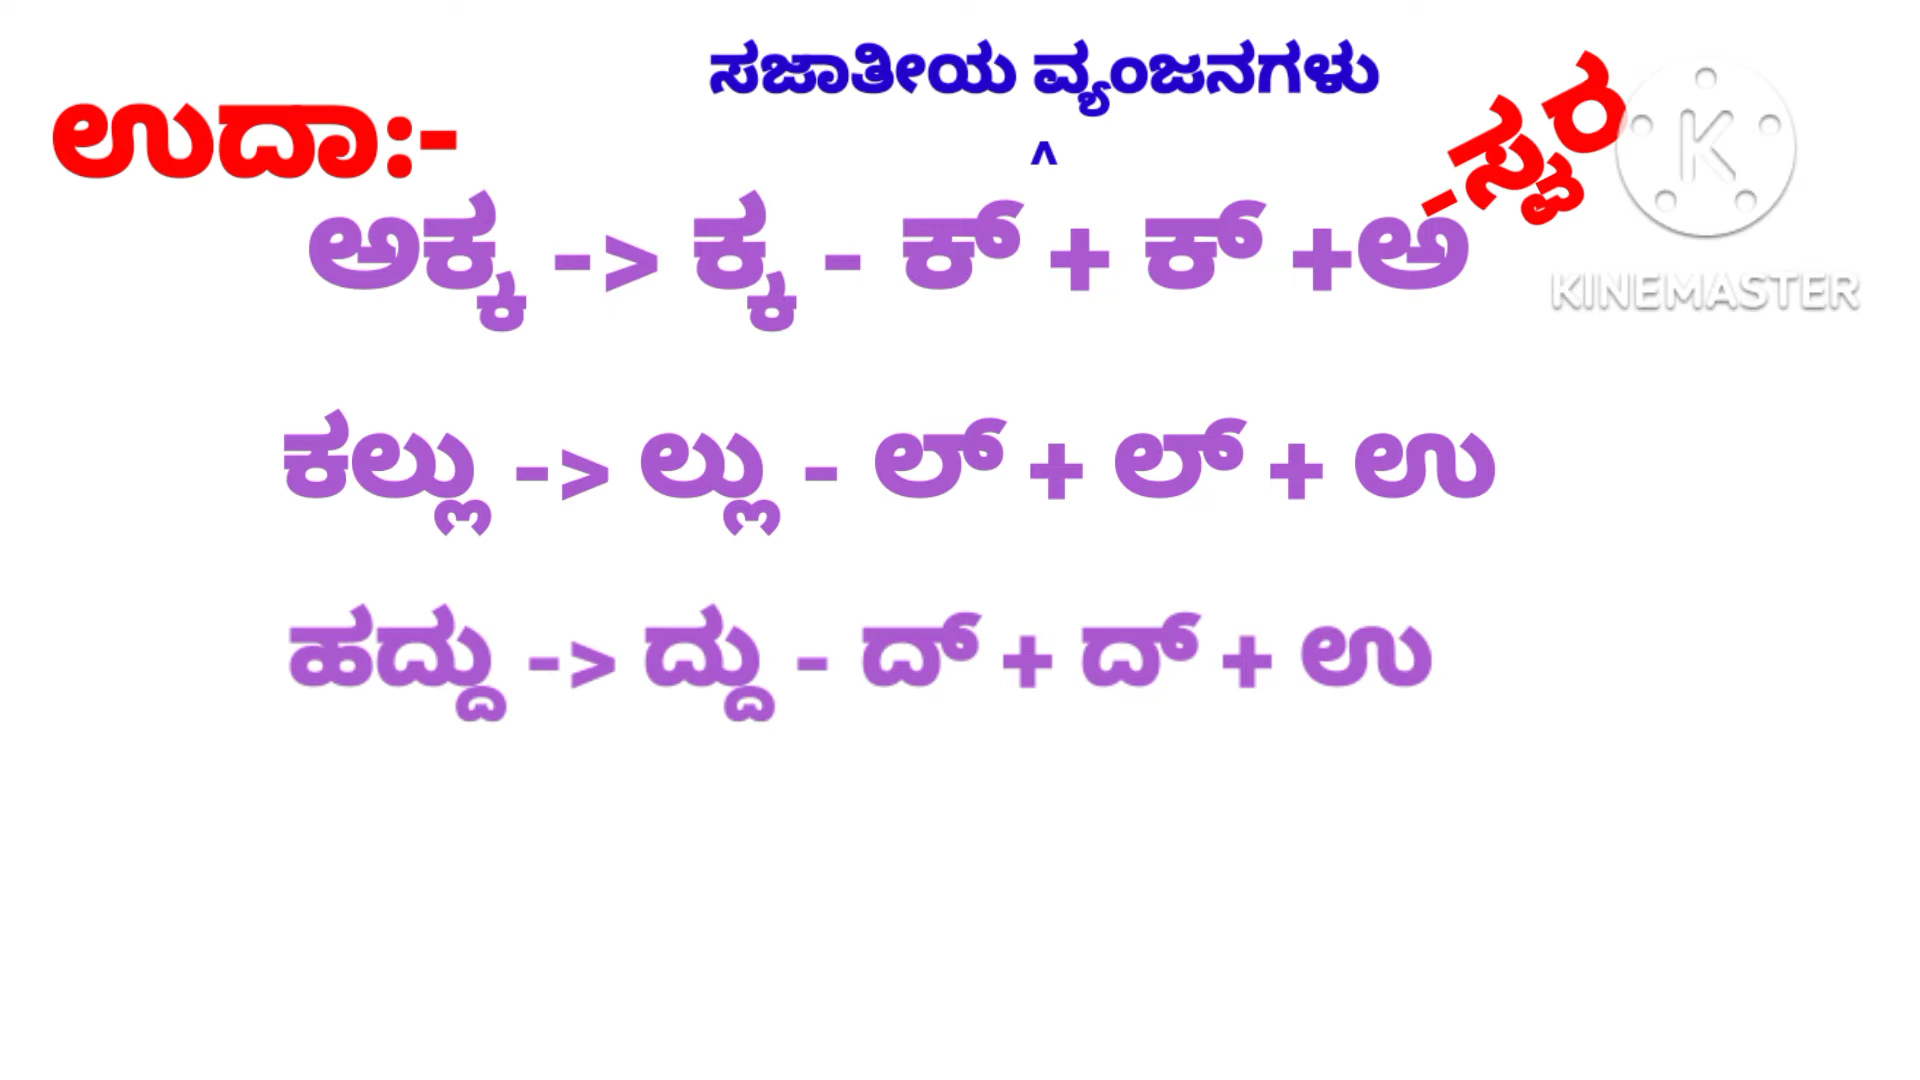 ಸಜಾತೀಯ ವ್ಯಂಜನಗಳು
ಉದಾ:-
^
-ಸ್ವರ
ಅಕ್ಕ -> ಕ್ಕ - ಕ್ + ಕ್ +ಅ
KINEMASTER
ಕಲ್ಲು -> ಲ್ಲು - ಲ್ + ಲ್ + ಉ
ಹದ್ದು -> ದ್ದು - ದ್ + ದ್ + ಉ